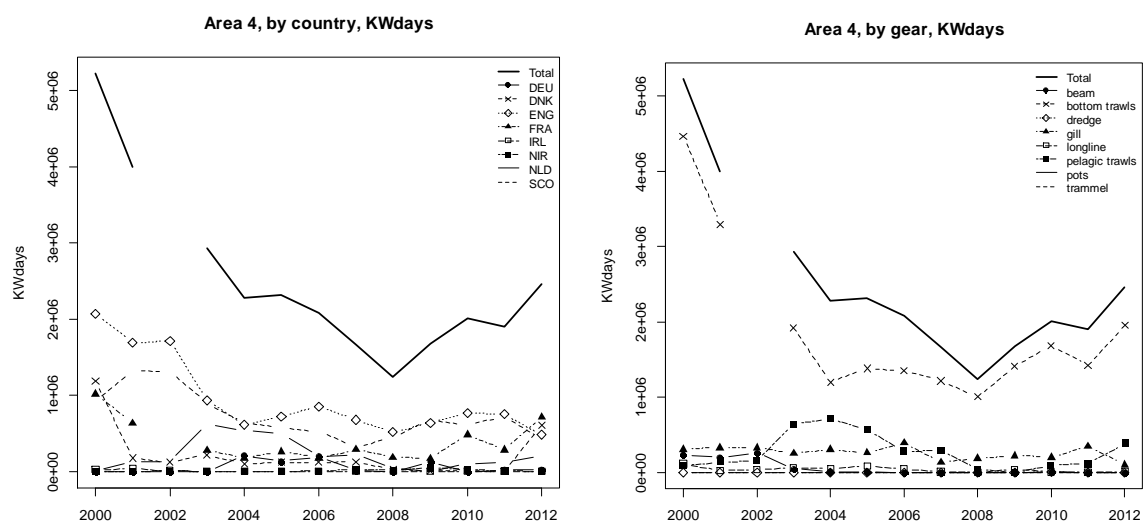 Area 4, by country, KWdays
KWdays
5e+06
4e+06
3e+06
2e+06
1e+06
0e+00
Total
DEU
DNK
ENG
FRA
IRL
NIR
NLD
SCO
2000 2002 2004 2006 2008 2010 2012
Area 4, by gear, KWdays
KWdays
5e+06
4e+06
3e+06
2e+06
1e+06
0e+00
Total
beam
bottom trawls
dredge
gill
longline
pelagic trawls
pots
trammel
2000 2002 2004 2006 2008 2010 2012